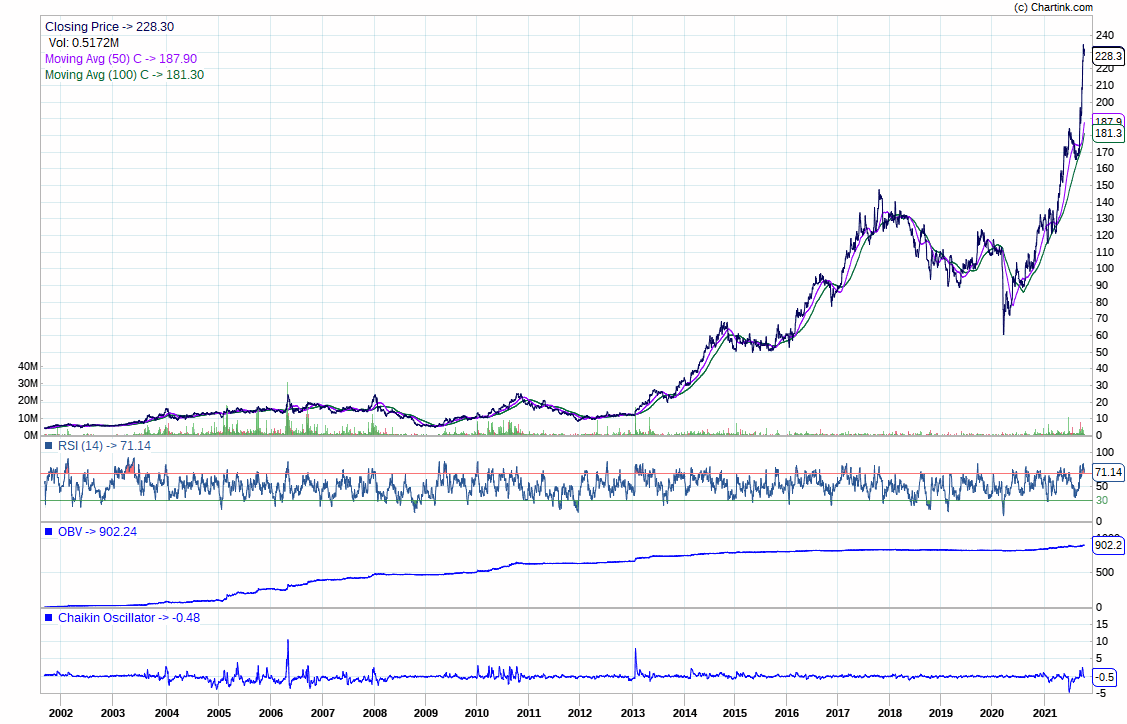 (c) Chartink.com
Closing Price -> 228.30
Vol: 0.5172M
Moving Avg (50) C -> 187.90
Moving Avg (100) C -> 181.30
240
228.3
220
210
200
187.9
181.3
170
160
150
140
130
120
110
100
90
80
70
60
50
40
30
20
10
0
40M
30M
20M
10M
0M
RSI (14) -> 71.14
100
71.14
50
30
0
OBV -> 902.24
902.2
500
0
Chaikin Oscillator -> -0.48
15
10
5
-0.5
-5
2002 2003 2004 2005 2006 2007 2008 2009 2010 2011 2012 2013 2014 2015 2016 2017 2018 2019 2020 2021